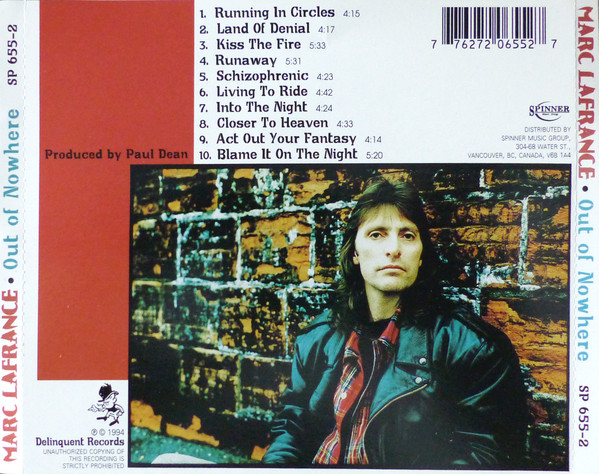 MARC LAFRANCE • Out of Nowhere SP 655-2
1. Running In Circles 4:15
2. Land Of Denial 4:17
3. Kiss The Fire 5:33
4. Runaway 5:31
5. Schizophrenic 4:23
6. Living To Ride 4:42
7. Into The Night 4:24
8. Closer To Heaven 4:33
9. Act Out Your Fantasy 4:14
10. Blame It On The Night 5:20
Produced by Paul Dean
7 76272 06552 7
SPINNER
DISTRIBUTED BY
SPINNER MUSIC GROUP,
304-68 WATER ST.,
VANCOUVER, BC, CANADA, V6B 1A4
℗ © 1994
Delinquent Records
UNAUTHORIZED COPYING OF
THIS RECORDING IS
STRICTLY PROHIBITED
MARC LAFRANCE • Out of Nowhere SP 655-2